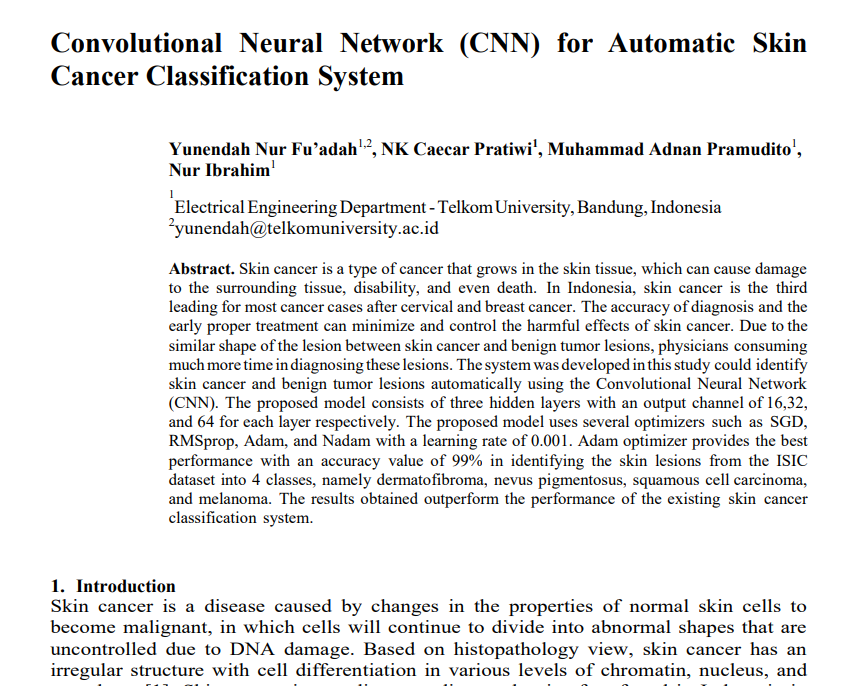 Convolutional Neural Network (CNN) for Automatic Skin
Cancer Classification System
Yunendah Nur Fu’adah1,2, NK Caecar Pratiwi1, Muhammad Adnan Pramudito1,
Nur Ibrahim1
1Electrical Engineering Department - Telkom University, Bandung, Indonesia
2yunendah@telkomuniversity.ac.id
Abstract. Skin cancer is a type of cancer that grows in the skin tissue, which can cause damage
to the surrounding tissue, disability, and even death. In Indonesia, skin cancer is the third
leading for most cancer cases after cervical and breast cancer. The accuracy of diagnosis and the
early proper treatment can minimize and control the harmful effects of skin cancer. Due to the
similar shape of the lesion between skin cancer and benign tumor lesions, physicians consuming
much more time in diagnosing these lesions. The system was developed in this study could identify
skin cancer and benign tumor lesions automatically using the Convolutional Neural Network
(CNN). The proposed model consists of three hidden layers with an output channel of 16,32,
and 64 for each layer respectively. The proposed model uses several optimizers such as SGD,
RMSprop, Adam, and Nadam with a learning rate of 0.001. Adam optimizer provides the best
performance with an accuracy value of 99% in identifying the skin lesions from the ISIC
dataset into 4 classes, namely dermatofibroma, nevus pigmentosus, squamous cell carcinoma,
and melanoma. The results obtained outperform the performance of the existing skin cancer
classification system.
1. Introduction
Skin cancer is a disease caused by changes in the properties of normal skin cells to
become malignant, in which cells will continue to divide into abnormal shapes that are
uncontrolled due to DNA damage. Based on histopathology view, skin cancer has an
irregular structure with cell differentiation in various levels of chromatin, nucleus, and